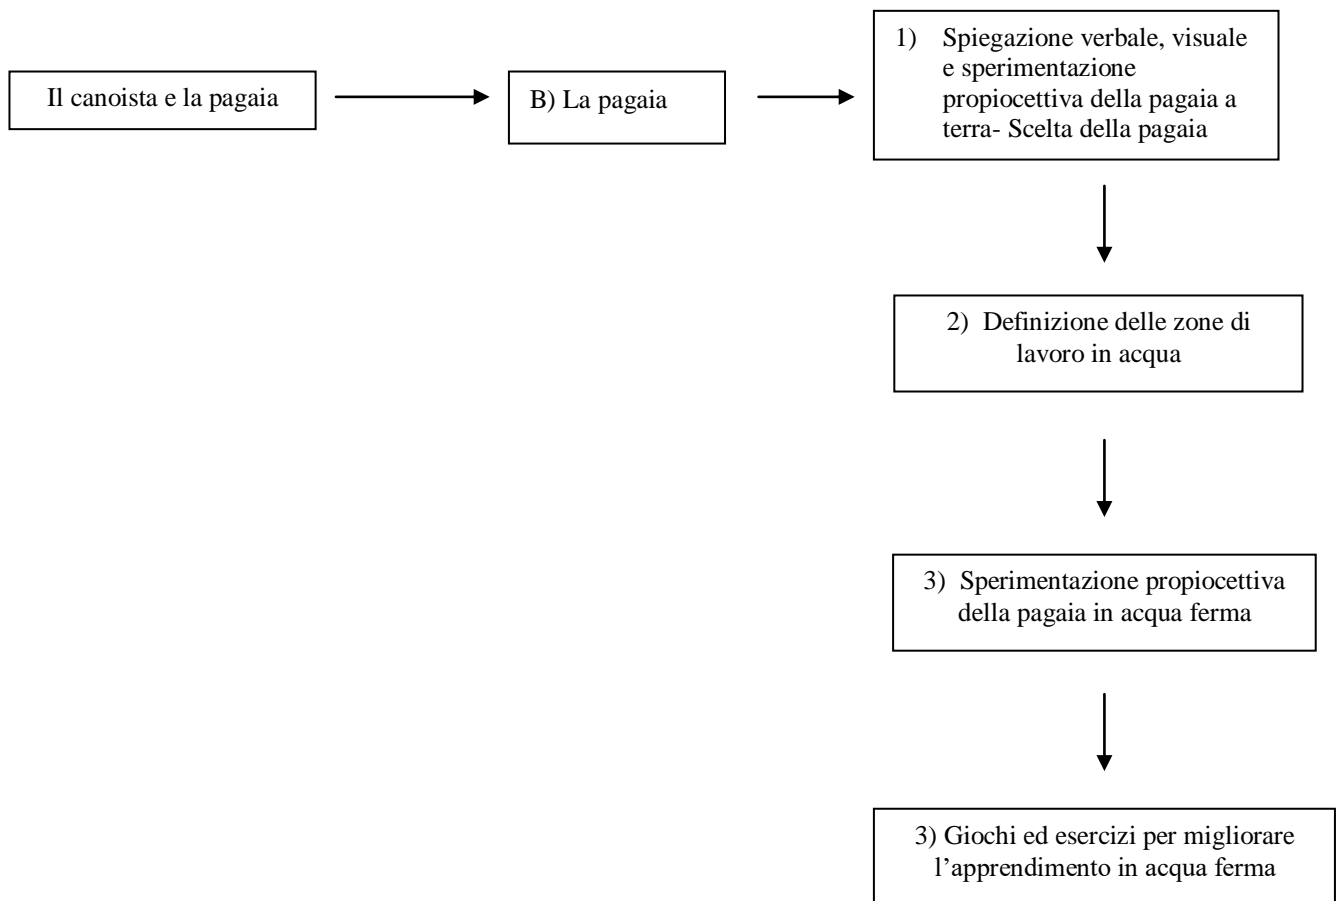 Il canoista e la pagaia
B) La pagaia
1) Spiegazione verbale, visuale
e sperimentazione
propiocettiva della pagaia a
terra- Scelta della pagaia
2) Definizione delle zone di
lavoro in acqua
3) Sperimentazione propiocettiva
della pagaia in acqua ferma
3) Giochi ed esercizi per migliorare
l’apprendimento in acqua ferma